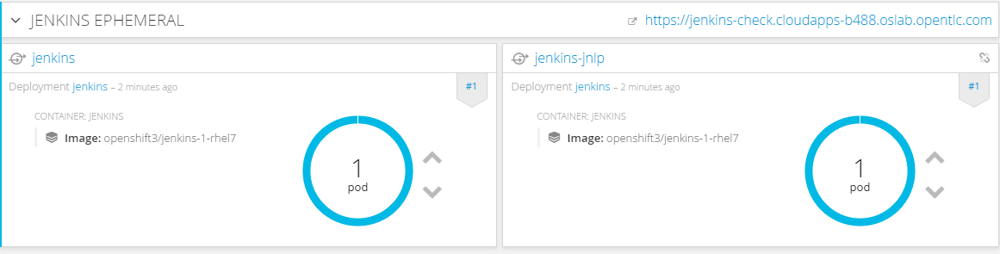 JENKINS EPHEMERAL
https://jenkins-check.cloudapps-b488.oslab.opentlc.com
jenkins
Deployment jenkins – 2 minutes ago
#1
CONTAINER: JENKINS
Image: openshift3/jenkins-1-rhel7
1
pod
jenkins-jnlp
Deployment jenkins – 2 minutes ago
#1
CONTAINER: JENKINS
Image: openshift3/jenkins-1-rhel7
1
pod